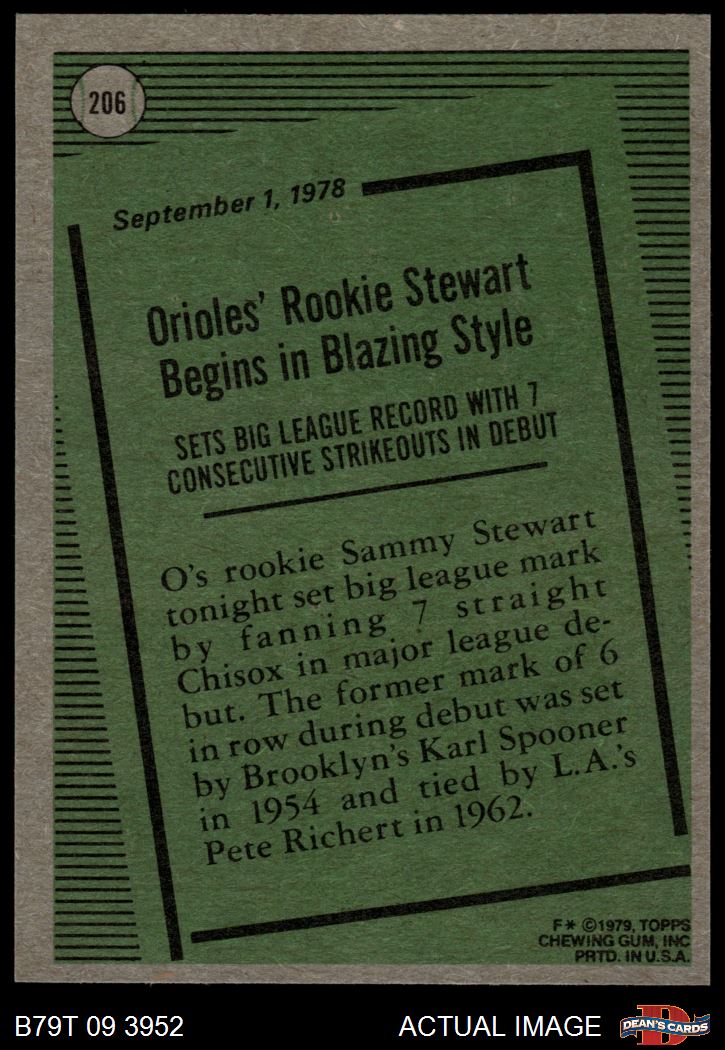 206
September 1, 1978
Orioles' Rookie Stewart
Begins in Blazing Style
SETS BIG LEAGUE RECORD WITH 7
CONSECUTIVE STRIKEOUTS IN DEBUT
O's rookie Sammy Stewart
tonight set big league mark
by fanning 7 straight
Chisox in major league de-
but. The former mark of 6
in row during debut was set
by Brooklyn's Karl Spooner
in 1954 and tied by L.A.'s
Pete Richert in 1962.
F* ©1979, TOPPS
CHEWING GUM, INC
PRTD. IN U.S.A.
B79T 09 3952
ACTUAL IMAGE
D
DEAN'S CARDS